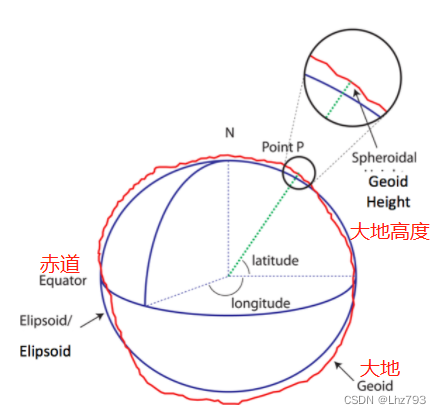 N
Point P
Spheroidal
Geoid
Height
大地高度
赤道
Equator
latitude
longitude
Elipsoid/
Elipsoid
大地
Geoid
CSDN @Lhz793